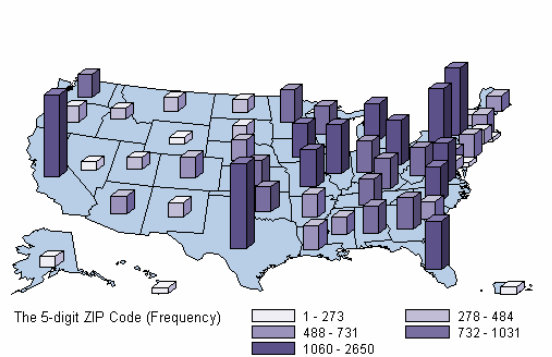 The 5-digit ZIP Code (Frequency)
1 - 273
278 - 484
488 - 731
732 - 1031
1060 - 2650